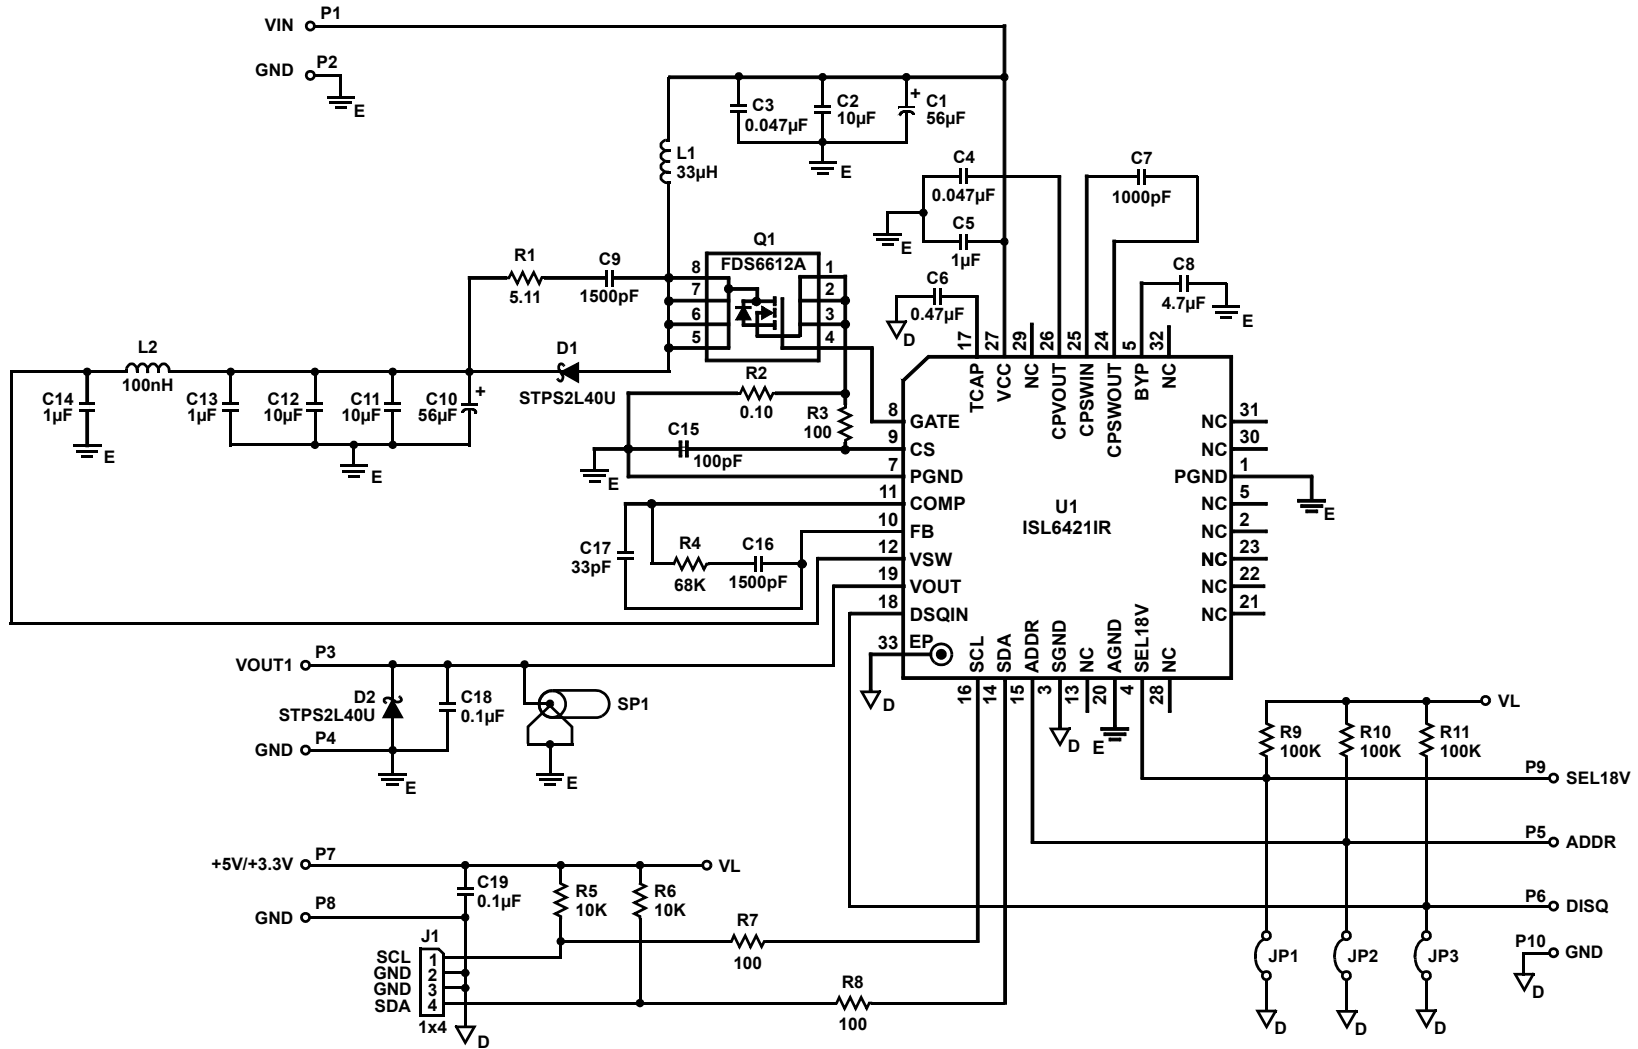 VIN P1
GND P2
E
C3
0.047µF
C2
10µF
+ C1
56µF
E
L1
33µH
C4
0.047µF
C5
1µF
E
C7
1000pF
C6
0.47µF
D
C8
4.7µF
E
Q1
FDS6612A
8
7
6
5
1
2
3
4
R1
5.11
C9
1500pF
L2
100nH
D1
STPS2L40U
C14
1µF
E
C13
1µF
C12
10µF
C11
10µF
C10
56µF
+
E
R2
0.10
R3
100
C15
100pF
E
C17
33pF
R4
68K
C16
1500pF
U1
ISL6421IR
17 TCAP
27 VCC
29 NC
26 CPVOUT
25 CPSWIN
24 CPSWOUT
5 BYP
32 NC
8 GATE
9 CS
7 PGND
11 COMP
10 FB
12 VSW
19 VOUT
18 DSQIN
33 EP
D
NC 31
NC 30
PGND 1
NC 5
NC 2
NC 23
NC 22
NC 21
E
SCL 16
SDA 14
ADDR 15
SGND 3
NC 13
AGND 20
SEL18V 4
NC 28
D
E
VOUT1 P3
D2
STPS2L40U
C18
0.1µF
SP1
GND P4
E
E
VL
R9
100K
R10
100K
R11
100K
P9 SEL18V
P5 ADDR
P6 DISQ
P10 GND
D
JP1
JP2
JP3
D
D
D
+5V/+3.3V P7
VL
C19
0.1µF
R5
10K
R6
10K
GND P8
R7
100
R8
100
J1
SCL 1
GND 2
GND 3
SDA 4
1x4
D